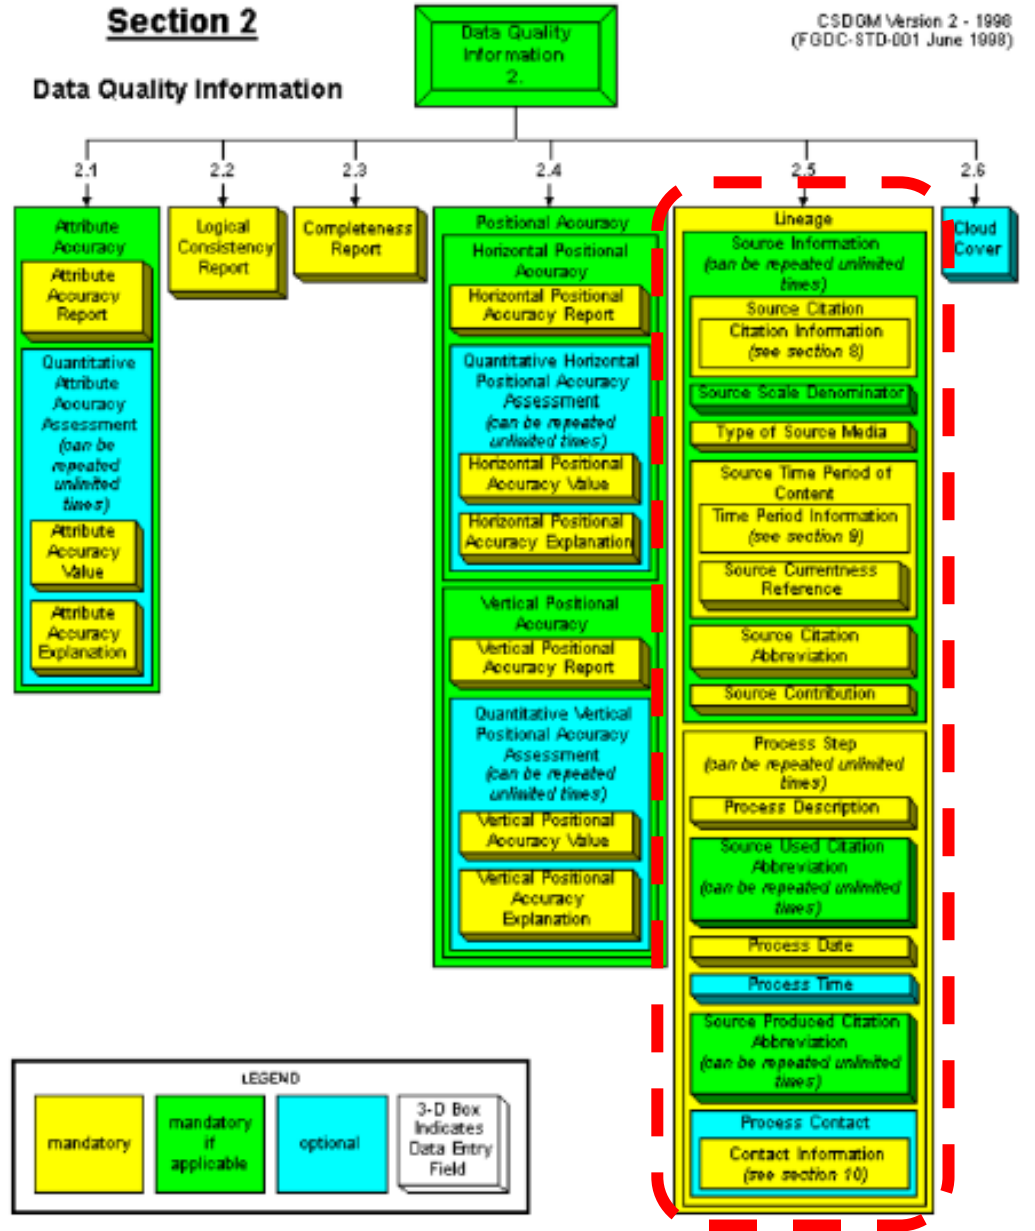 Section 2
CSDGM Version 2 - 1998
(FGDC-STD-001 June 1998)
Data Quality Information
Data Quality
Information
2.
2.1
2.2
2.3
2.4
2.5
2.6
Attribute
Accuracy
Attribute
Accuracy
Report
Quantitative
Attribute
Accuracy
Assessment
(can be
repeated
unlimited
times)
Attribute
Accuracy
Value
Attribute
Accuracy
Explanation
Logical
Consistency
Report
Completeness
Report
Positional Accuracy
Horizontal Positional
Accuracy
Horizontal Positional
Accuracy Report
Quantitative Horizontal
Positional Accuracy
Assessment
(can be repeated
unlimited times)
Horizontal Positional
Accuracy Value
Horizontal Positional
Accuracy Explanation
Vertical Positional
Accuracy
Vertical Positional
Accuracy Report
Quantitative Vertical
Positional Accuracy
Assessment
(can be repeated
unlimited times)
Vertical Positional
Accuracy Value
Vertical Positional
Accuracy
Explanation
Lineage
Source Information
(can be repeated unlimited
times)
Source Citation
Citation Information
(see section 8)
Source Scale Denominator
Type of Source Media
Source Time Period of
Content
Time Period Information
(see section 9)
Source Currentness
Reference
Source Citation
Abbreviation
Source Contribution
Process Step
(can be repeated unlimited
times)
Process Description
Source Used Citation
Abbreviation
(can be repeated unlimited
times)
Process Date
Process Time
Source Produced Citation
Abbreviation
(can be repeated unlimited
times)
Process Contact
Contact Information
(see section 10)
Cloud
Cover
LEGEND
mandatory
mandatory
if
applicable
optional
3-D Box
Indicates
Data Entry
Field